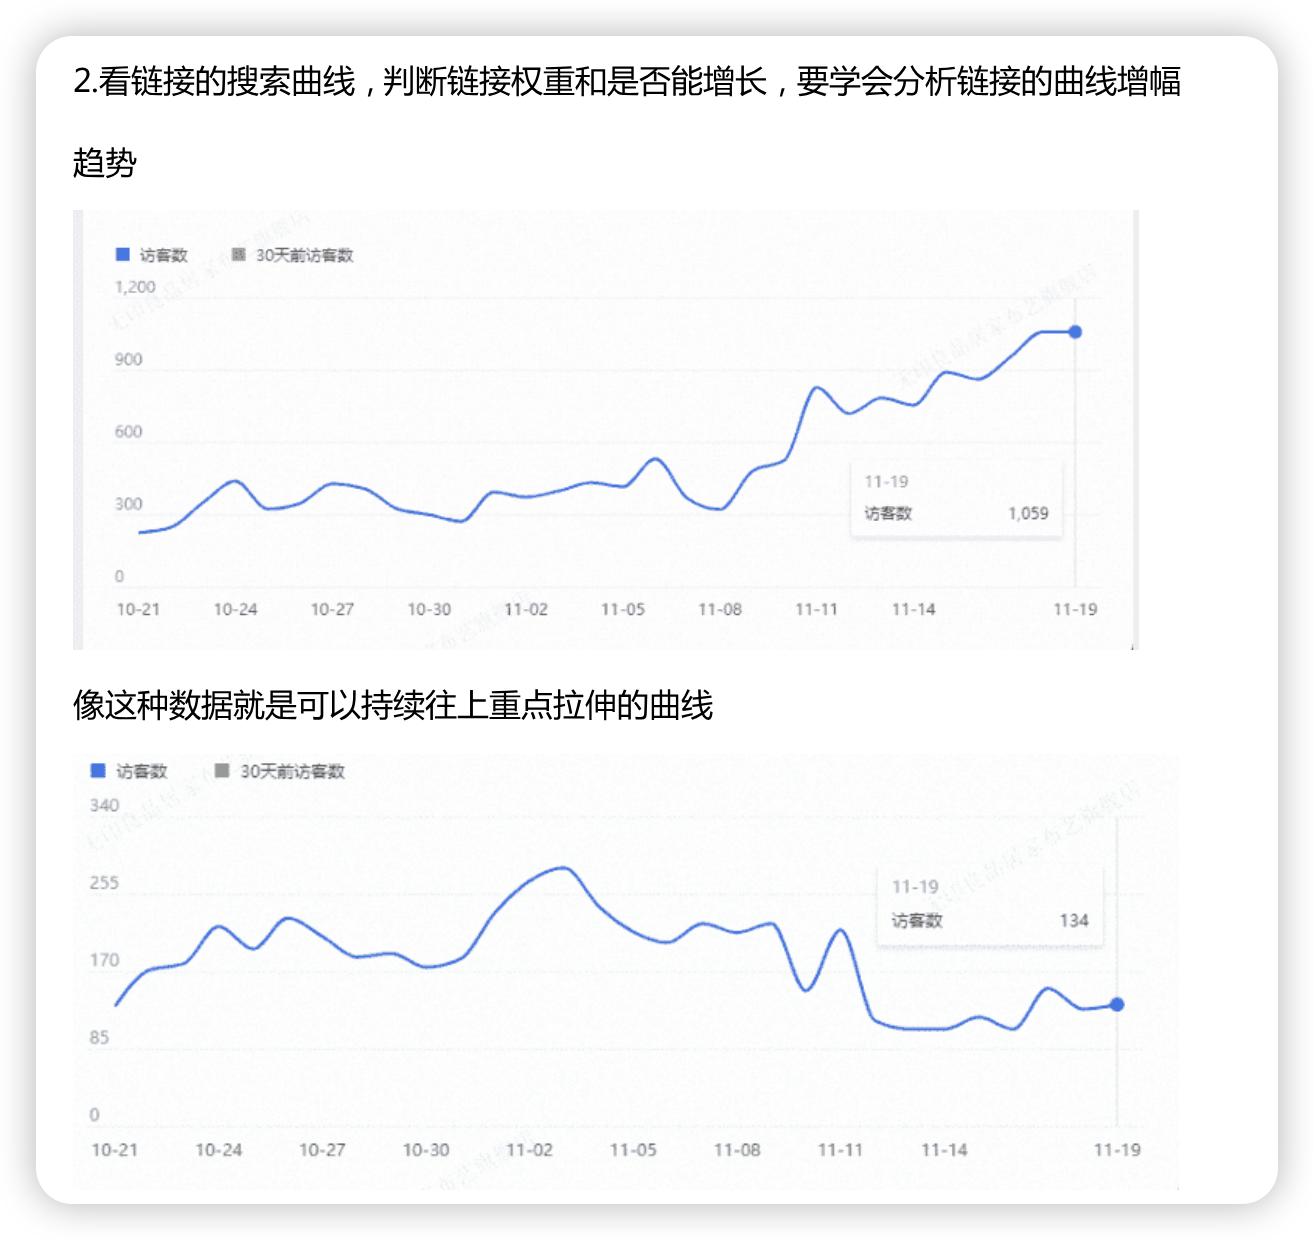 2.看链接的搜索曲线，判断链接权重和是否能增长，要学会分析链接的曲线增幅
趋势
访客数 30天前访客数
1,200
900
600
300
0
11-19
访客数 1,059
10-21 10-24 10-27 10-30 11-02 11-05 11-08 11-11 11-14 11-19
像这种数据就是可以持续往上重点拉伸的曲线
访客数 30天前访客数
340
255
170
85
0
11-19
访客数 134
10-21 10-24 10-27 10-30 11-02 11-05 11-08 11-11 11-14 11-19